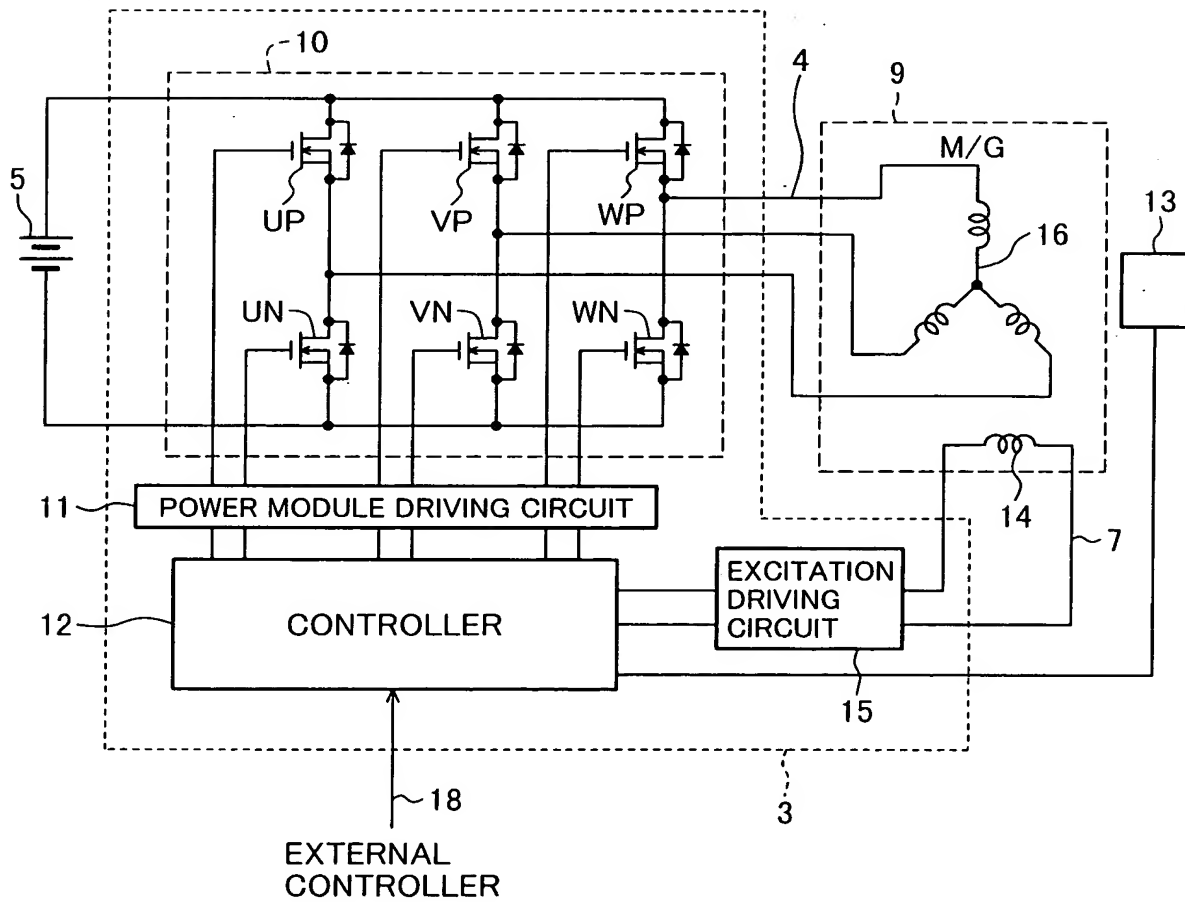 10
4
9
M/G
5
UP
VP
WP
13
16
UN
VN
WN
11
POWER MODULE DRIVING CIRCUIT
14
7
12
CONTROLLER
EXCITATION
DRIVING
CIRCUIT
15
3
18
EXTERNAL
CONTROLLER